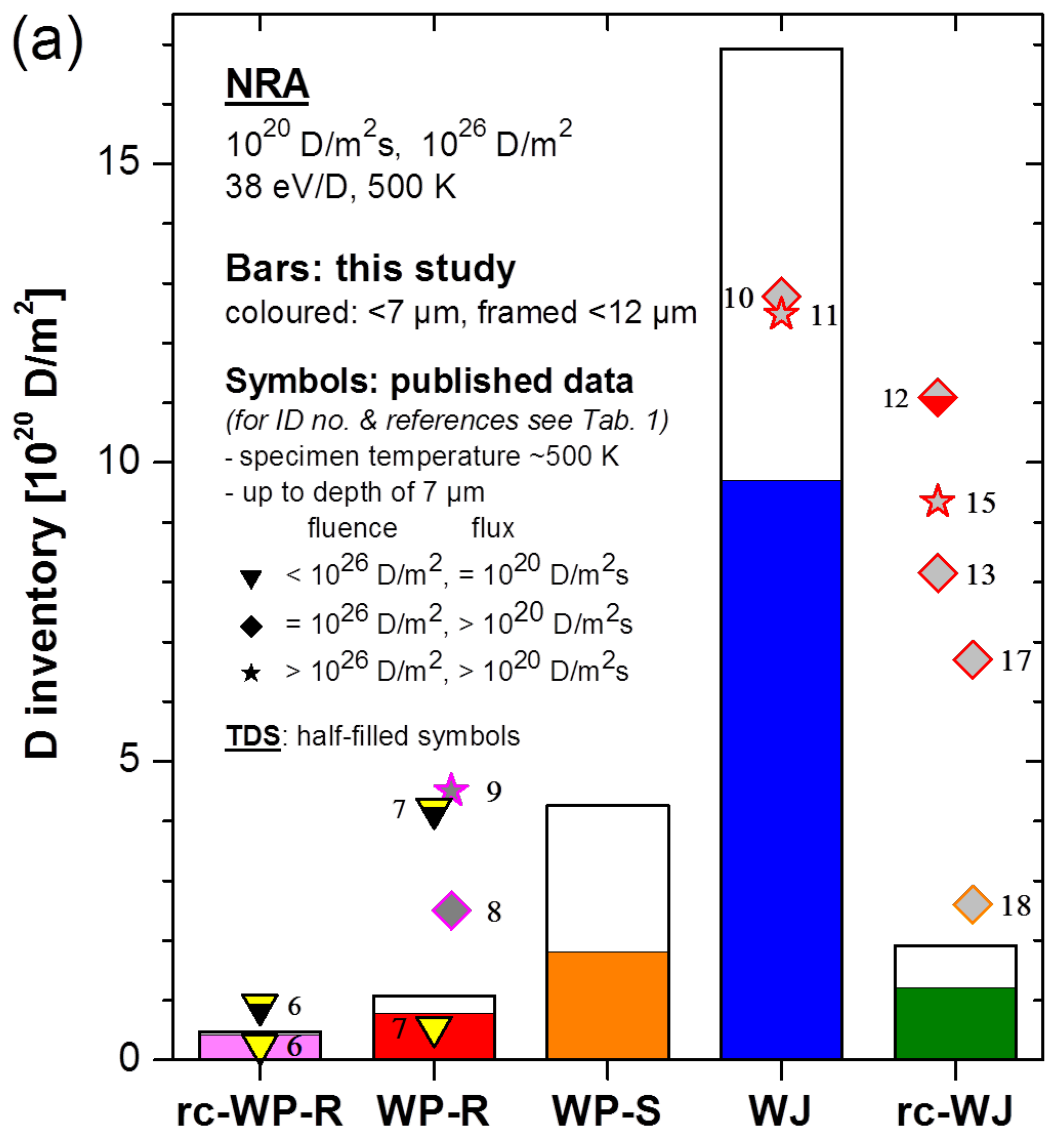 (a)
NRA
10^20 D/m^2s, 10^26 D/m^2
38 eV/D, 500 K
Bars: this study
coloured: <7 µm, framed <12 µm
Symbols: published data
(for ID no. & references see Tab. 1)
- specimen temperature ~500 K
- up to depth of 7 µm
fluence flux
< 10^26 D/m^2, = 10^20 D/m^2s
= 10^26 D/m^2, > 10^20 D/m^2s
> 10^26 D/m^2, > 10^20 D/m^2s
TDS: half-filled symbols
D inventory [10^20 D/m^2]
15
10
5
0
6
6
7
7
9
8
10
11
12
15
13
17
18
rc-WP-R WP-R WP-S WJ rc-WJ